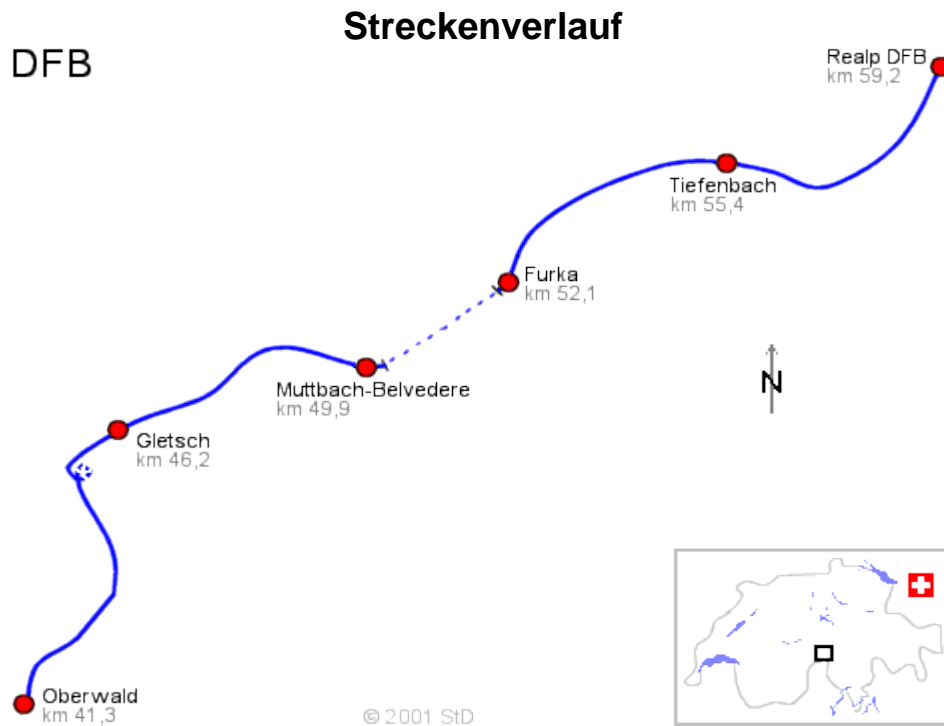 Streckenverlauf
DFB
Realp DFB
km 59,2
Tiefenbach
km 55,4
Furka
km 52,1
Muttbach-Belvedere
km 49,9
N
Gletsch
km 46,2
Oberwald
km 41,3
© 2001 StD